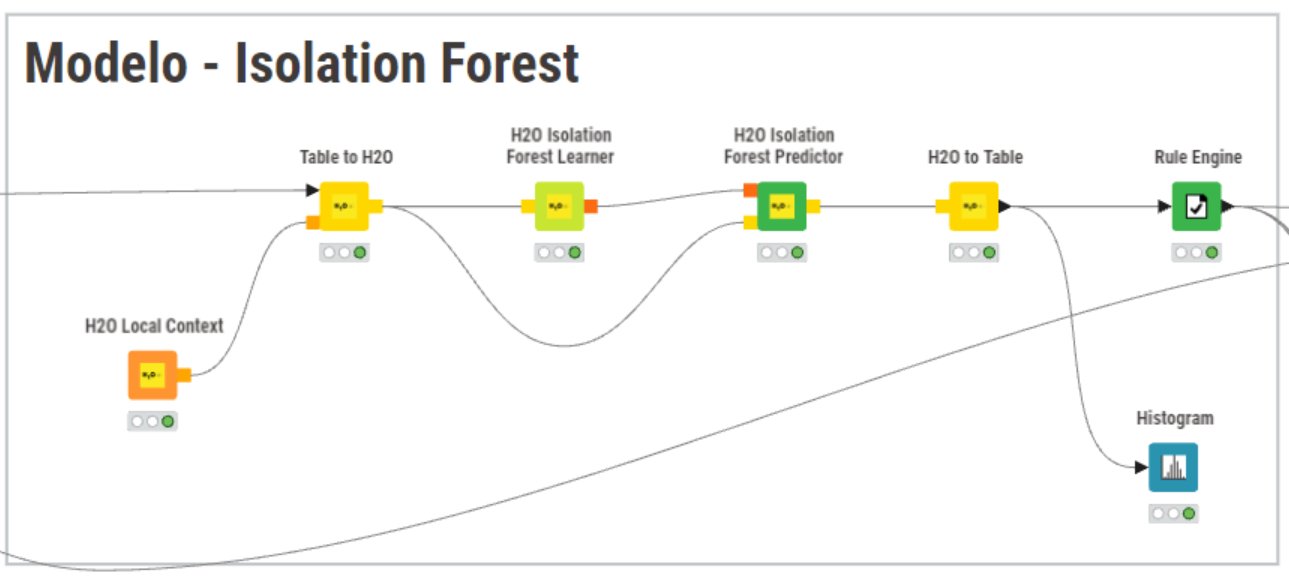 Modelo - Isolation Forest
H2O Isolation
Forest Learner
H2O Isolation
Forest Predictor
Table to H2O
H2O to Table
Rule Engine
H2O Local Context
Histogram